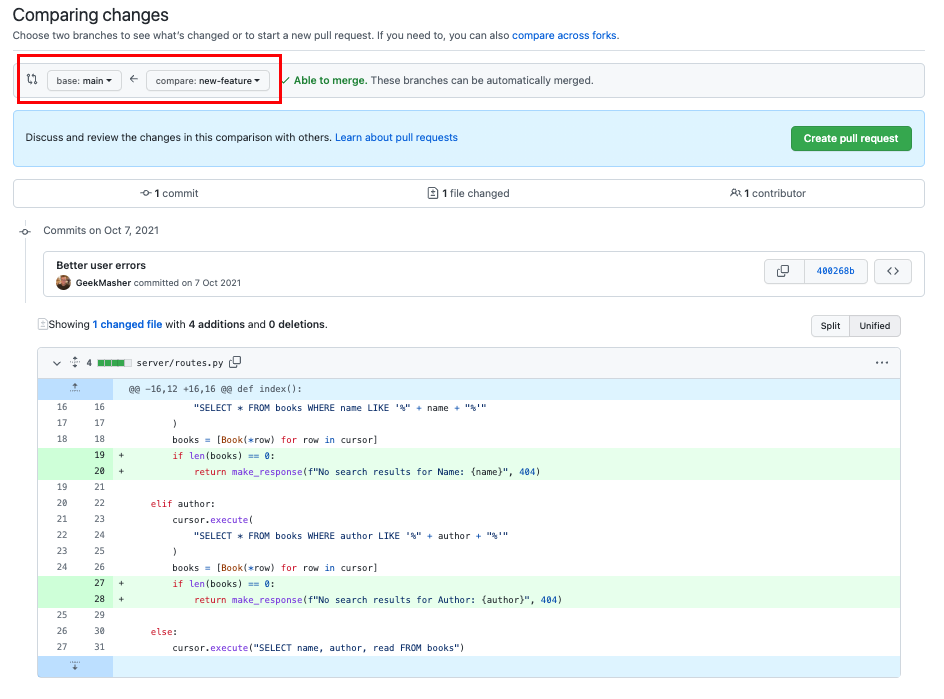 Comparing changes
Choose two branches to see what's changed or to start a new pull request. If you need to, you can also compare across forks.
base: main compare: new-feature Able to merge. These branches can be automatically merged.
Discuss and review the changes in this comparison with others. Learn about pull requests Create pull request
1 commit 1 file changed 1 contributor
Commits on Oct 7, 2021
Better user errors
GeekMasher committed on 7 Oct 2021 400268b
Showing 1 changed file with 4 additions and 0 deletions. Split Unified
4 server/routes.py
@@ -16,12 +16,16 @@ def index():
16 16 "SELECT * FROM books WHERE name LIKE '%" + name + "%'"
17 17 )
18 18 books = [Book(*row) for row in cursor]
19 + if len(books) == 0:
20 + return make_response(f"No search results for Name: {name}", 404)
19 21
20 22 elif author:
21 23 cursor.execute(
22 24 "SELECT * FROM books WHERE author LIKE '%" + author + "%'"
23 25 )
24 26 books = [Book(*row) for row in cursor]
27 + if len(books) == 0:
28 + return make_response(f"No search results for Author: {author}", 404)
25 29
26 30 else:
27 31 cursor.execute("SELECT name, author, read FROM books")